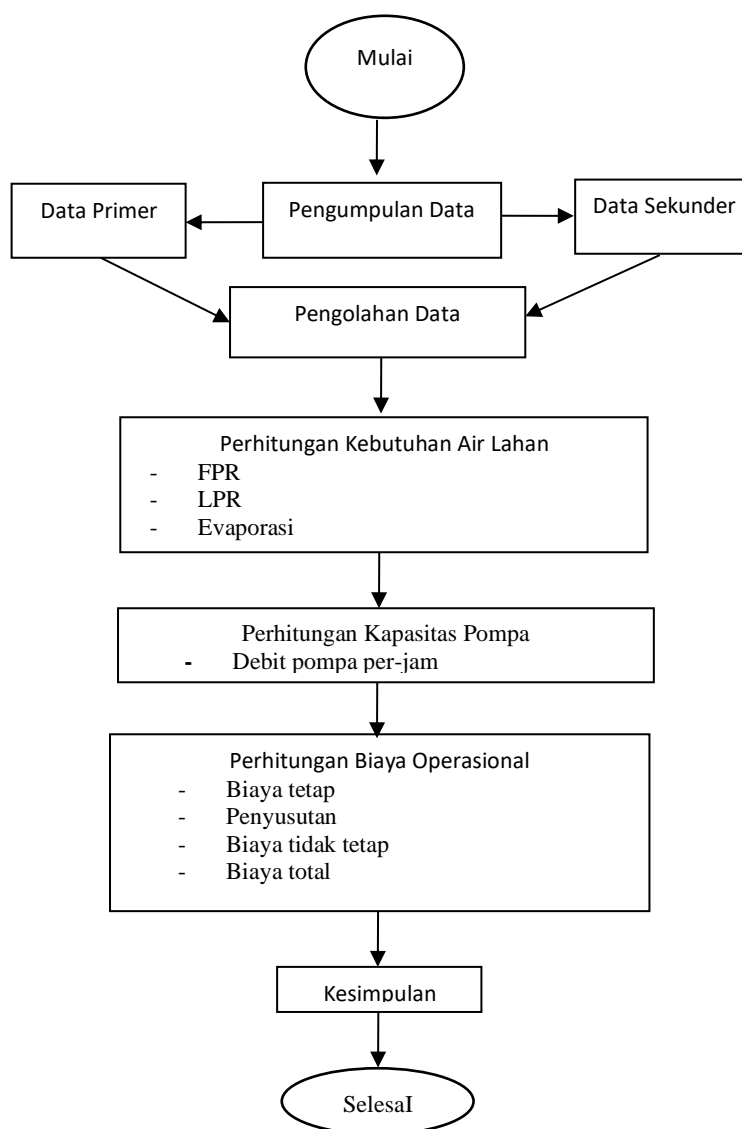 Mulai
Data Primer
Pengumpulan Data
Data Sekunder
Pengolahan Data
Perhitungan Kebutuhan Air Lahan
- FPR
- LPR
- Evaporasi
Perhitungan Kapasitas Pompa
- Debit pompa per-jam
Perhitungan Biaya Operasional
- Biaya tetap
- Penyusutan
- Biaya tidak tetap
- Biaya total
Kesimpulan
SelesaI